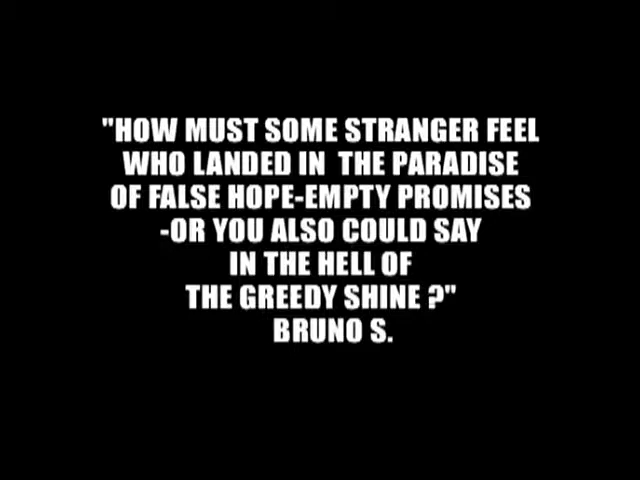 "HOW MUST SOME STRANGER FEEL
WHO LANDED IN THE PARADISE
OF FALSE HOPE-EMPTY PROMISES
-OR YOU ALSO COULD SAY
IN THE HELL OF
THE GREEDY SHINE ?"
BRUNO S.